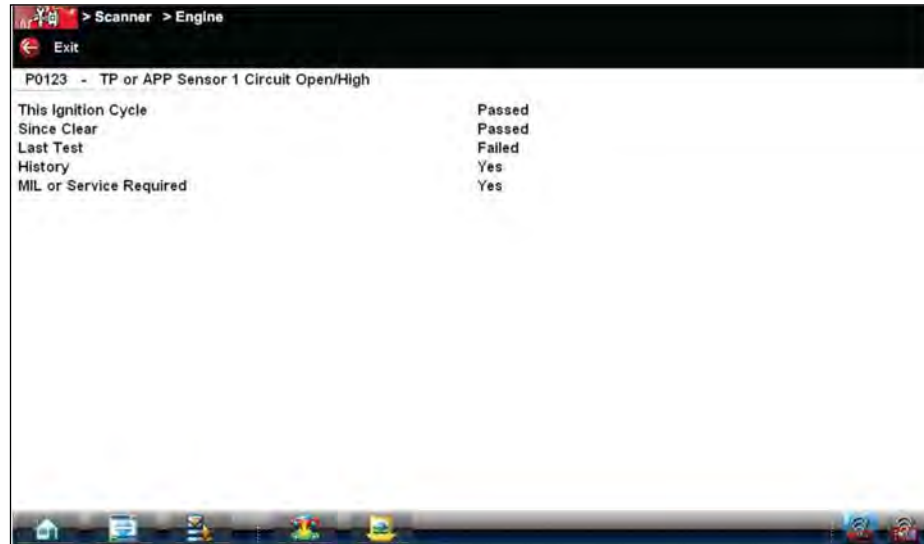 > Scanner > Engine
Exit
P0123 - TP or APP Sensor 1 Circuit Open/High
This Ignition Cycle Passed
Since Clear Passed
Last Test Failed
History Yes
MIL or Service Required Yes